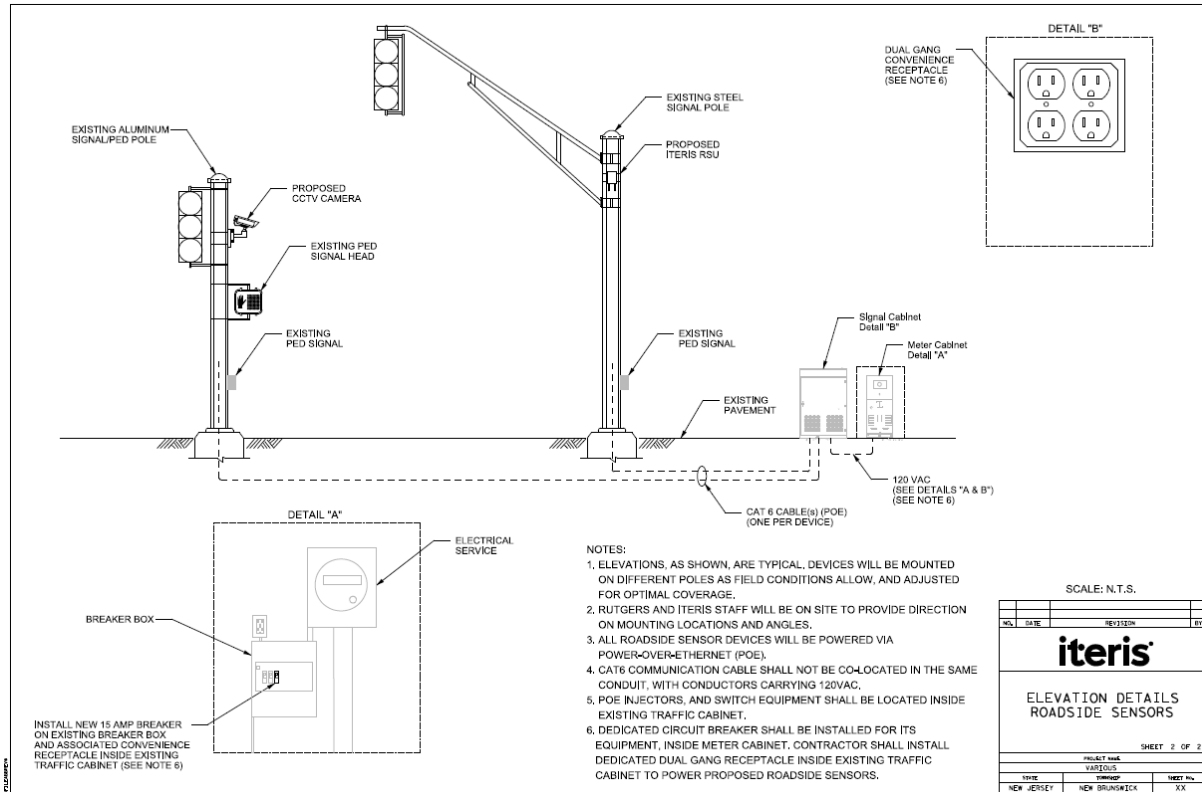 DETAIL "B"
DUAL GANG
CONVENIENCE
RECEPTACLE
(SEE NOTE 6)
EXISTING STEEL
SIGNAL POLE
PROPOSED
ITERIS RSU
EXISTING ALUMINUM
SIGNAL/PED POLE
PROPOSED
CCTV CAMERA
EXISTING PED
SIGNAL HEAD
EXISTING
PED SIGNAL
EXISTING
PED SIGNAL
Signal Cabinet
Detail "B"
Meter Cabinet
Detail "A"
EXISTING
PAVEMENT
120 VAC
(SEE DETAILS "A & B")
(SEE NOTE 6)
CAT 6 CABLE(s) (POE)
(ONE PER DEVICE)
DETAIL "A"
ELECTRICAL
SERVICE
BREAKER BOX
INSTALL NEW 15 AMP BREAKER
ON EXISTING BREAKER BOX
AND ASSOCIATED CONVENIENCE
RECEPTACLE INSIDE EXISTING
TRAFFIC CABINET (SEE NOTE 6)
NOTES:
1. ELEVATIONS, AS SHOWN, ARE TYPICAL. DEVICES WILL BE MOUNTED
ON DIFFERENT POLES AS FIELD CONDITIONS ALLOW, AND ADJUSTED
FOR OPTIMAL COVERAGE.
2. RUTGERS AND ITERIS STAFF WILL BE ON SITE TO PROVIDE DIRECTION
ON MOUNTING LOCATIONS AND ANGLES.
3. ALL ROADSIDE SENSOR DEVICES WILL BE POWERED VIA
POWER-OVER-ETHERNET (POE).
4. CAT6 COMMUNICATION CABLE SHALL NOT BE CO-LOCATED IN THE SAME
CONDUIT, WITH CONDUCTORS CARRYING 120VAC.
5. POE INJECTORS, AND SWITCH EQUIPMENT SHALL BE LOCATED INSIDE
EXISTING TRAFFIC CABINET.
6. DEDICATED CIRCUIT BREAKER SHALL BE INSTALLED FOR ITS
EQUIPMENT, INSIDE METER CABINET. CONTRACTOR SHALL INSTALL
DEDICATED DUAL GANG RECEPTACLE INSIDE EXISTING TRAFFIC
CABINET TO POWER PROPOSED ROADSIDE SENSORS.
SCALE: N.T.S.
NO. DATE REVISION BY
iteris
ELEVATION DETAILS
ROADSIDE SENSORS
SHEET 2 OF 2
PROJECT NAME
VARIOUS
STATE TOWNSHIP SHEET No.
NEW JERSEY NEW BRUNSWICK XX